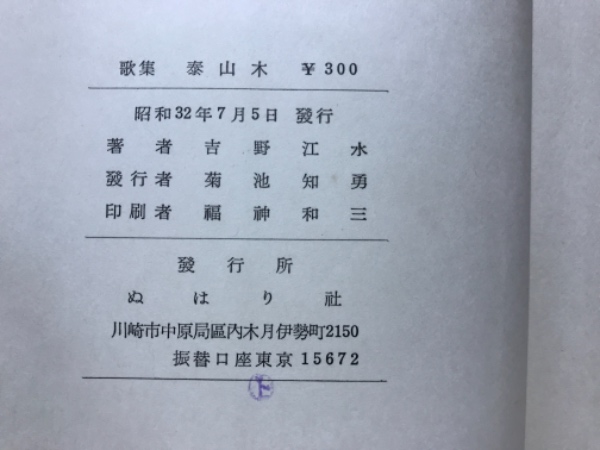 歌集 泰山木 ¥300
昭和32年7月5日 發行
著者 吉野江水
發行者 菊池知勇
印刷者 福神和三
發行所
ぬはり社
川崎市中原局區内木月伊勢町2150
振替口座東京 15672